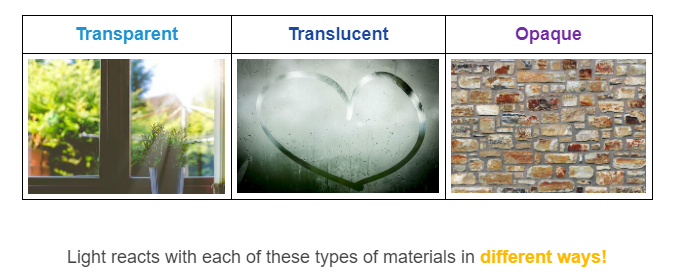 Transparent Translucent Opaque
Light reacts with each of these types of materials in different ways!